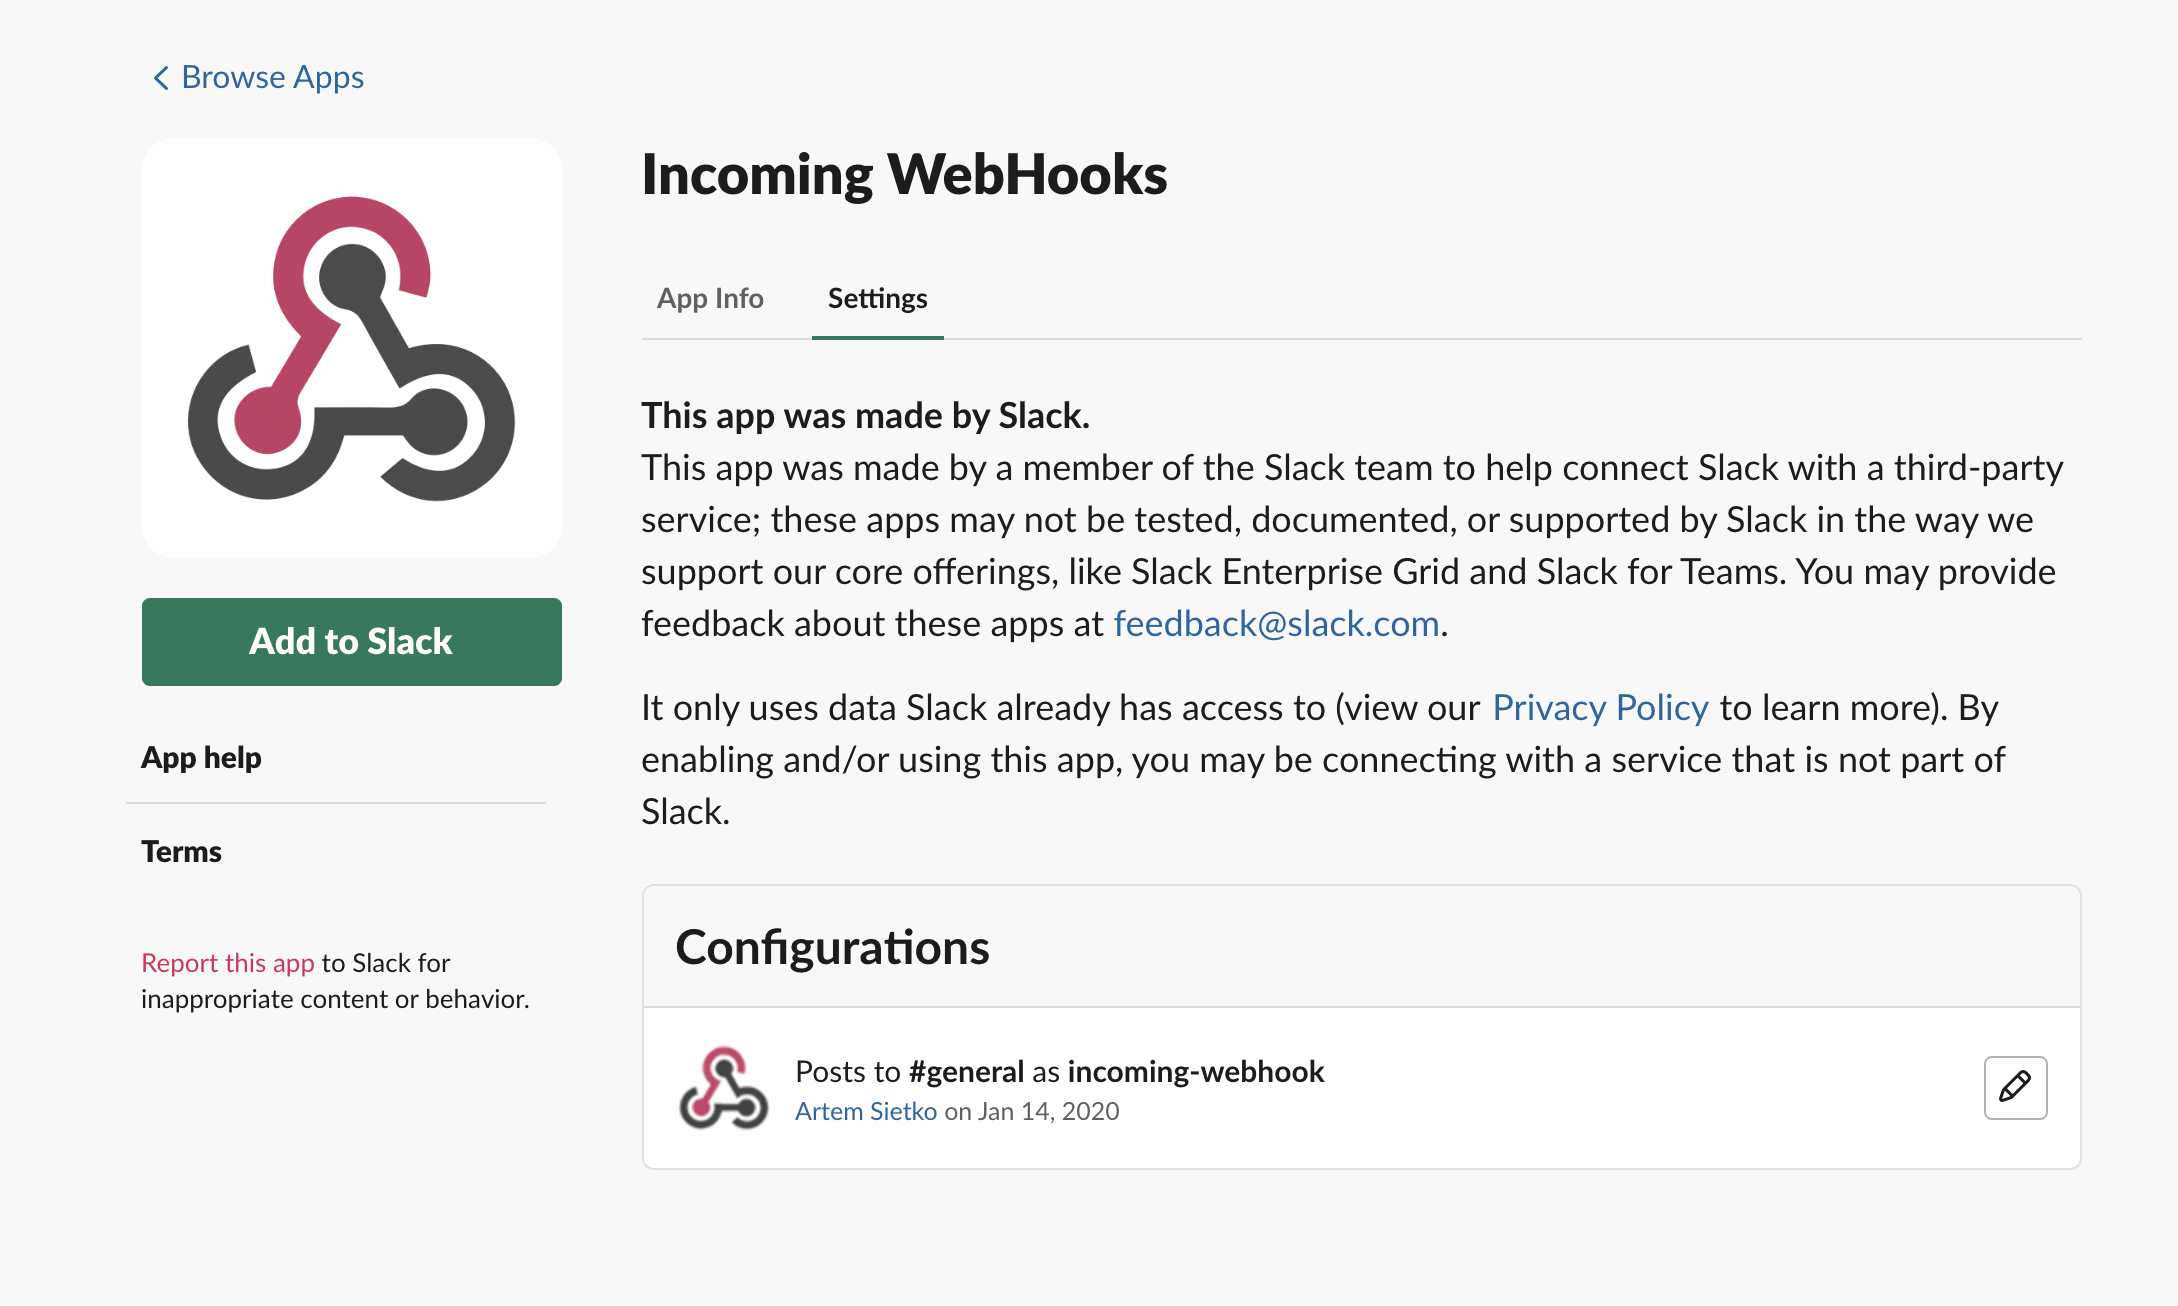 Browse Apps
Incoming WebHooks
App Info
Settings
This app was made by Slack.
This app was made by a member of the Slack team to help connect Slack with a third-party
service; these apps may not be tested, documented, or supported by Slack in the way we
support our core offerings, like Slack Enterprise Grid and Slack for Teams. You may provide
feedback about these apps at feedback@slack.com.
It only uses data Slack already has access to (view our Privacy Policy to learn more). By
enabling and/or using this app, you may be connecting with a service that is not part of
Slack.
Add to Slack
App help
Terms
Report this app to Slack for
inappropriate content or behavior.
Configurations
Posts to #general as incoming-webhook
Artem Sietko on Jan 14, 2020